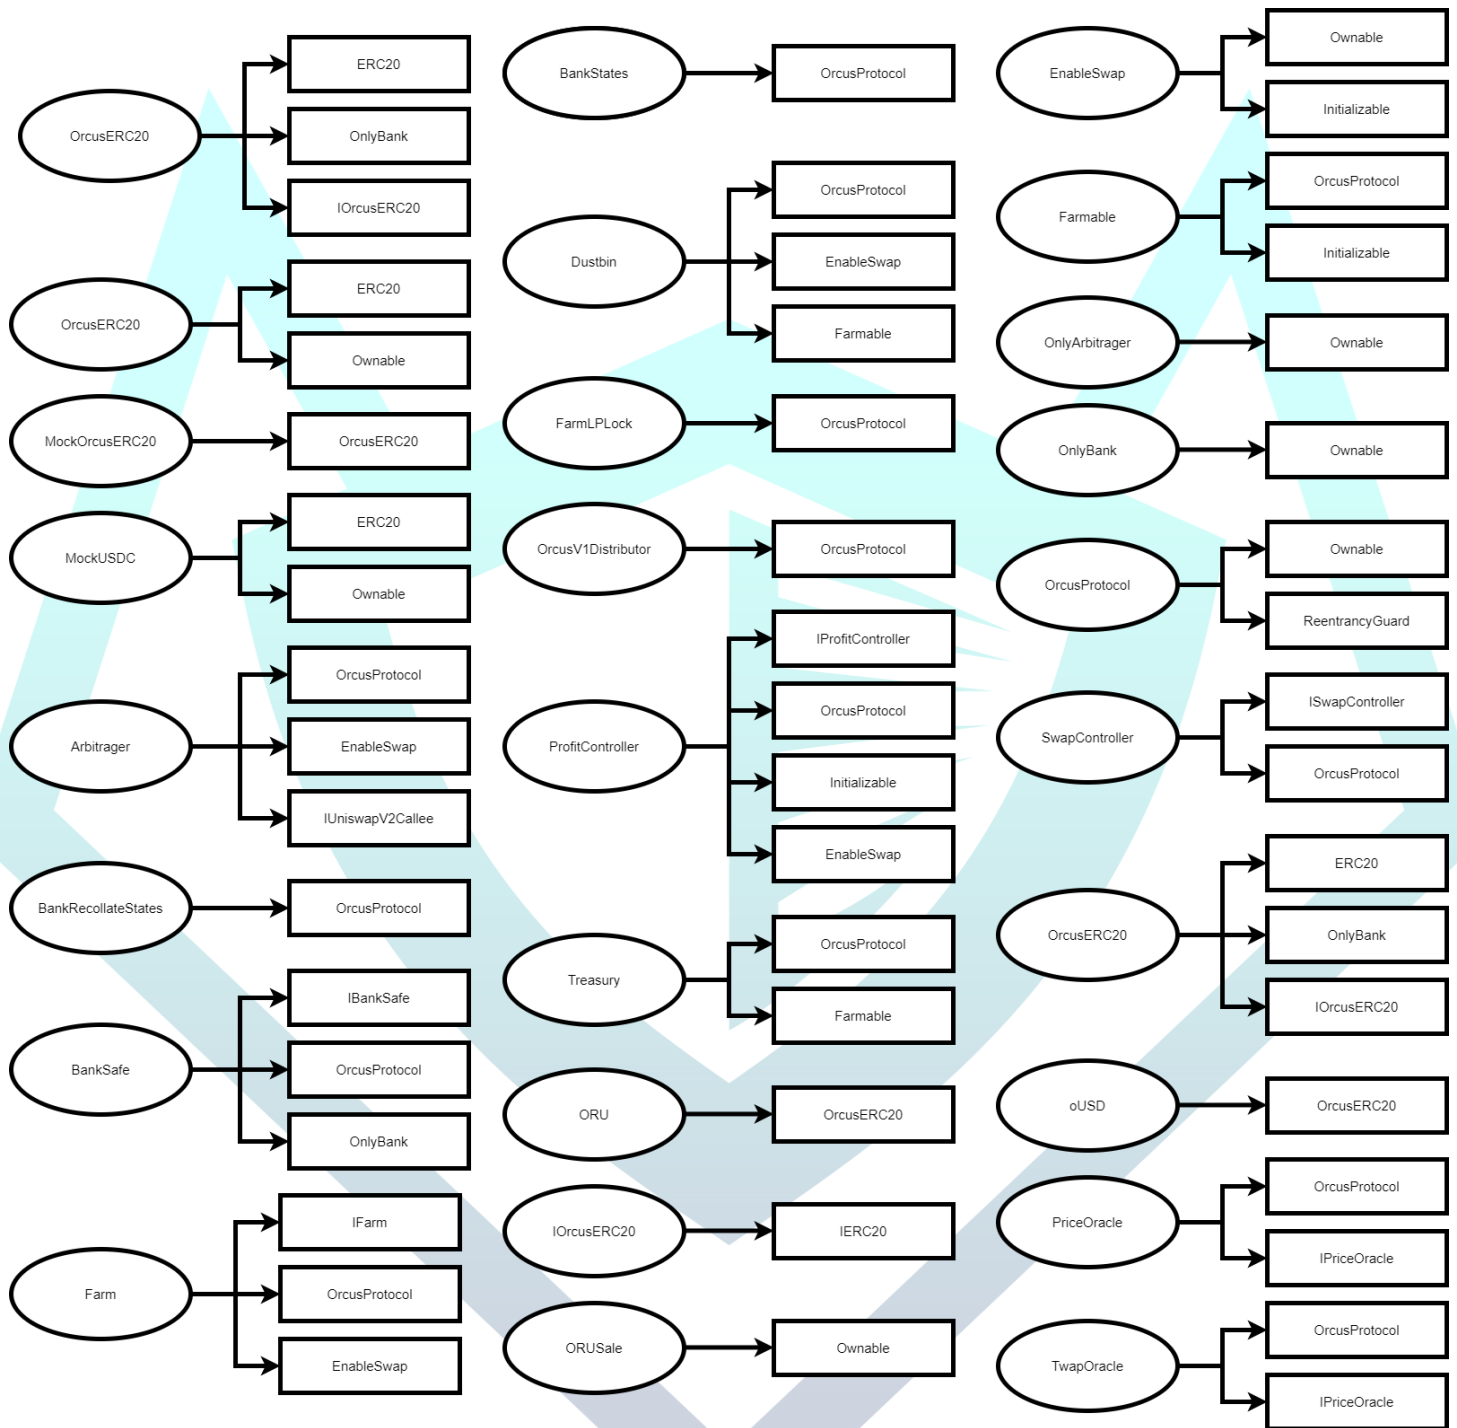 OrcusERC20
ERC20
OnlyBank
IOrcusERC20
OrcusERC20
ERC20
Ownable
MockOrcusERC20
OrcusERC20
MockUSDC
ERC20
Ownable
Arbitrager
OrcusProtocol
EnableSwap
IUniswapV2Callee
BankRecollateStates
OrcusProtocol
BankSafe
IBankSafe
OrcusProtocol
OnlyBank
Farm
IFarm
OrcusProtocol
EnableSwap
BankStates
OrcusProtocol
Dustbin
OrcusProtocol
EnableSwap
Farmable
FarmLPLock
OrcusProtocol
OrcusV1Distributor
OrcusProtocol
ProfitController
IProfitController
OrcusProtocol
Initializable
EnableSwap
Treasury
OrcusProtocol
Farmable
ORU
OrcusERC20
IOrcusERC20
IERC20
ORUSale
Ownable
EnableSwap
Ownable
Initializable
Farmable
OrcusProtocol
Initializable
OnlyArbitrager
Ownable
OnlyBank
Ownable
OrcusProtocol
Ownable
ReentrancyGuard
SwapController
ISwapController
OrcusProtocol
OrcusERC20
ERC20
OnlyBank
IOrcusERC20
oUSD
OrcusERC20
PriceOracle
OrcusProtocol
IPriceOracle
TwapOracle
OrcusProtocol
IPriceOracle